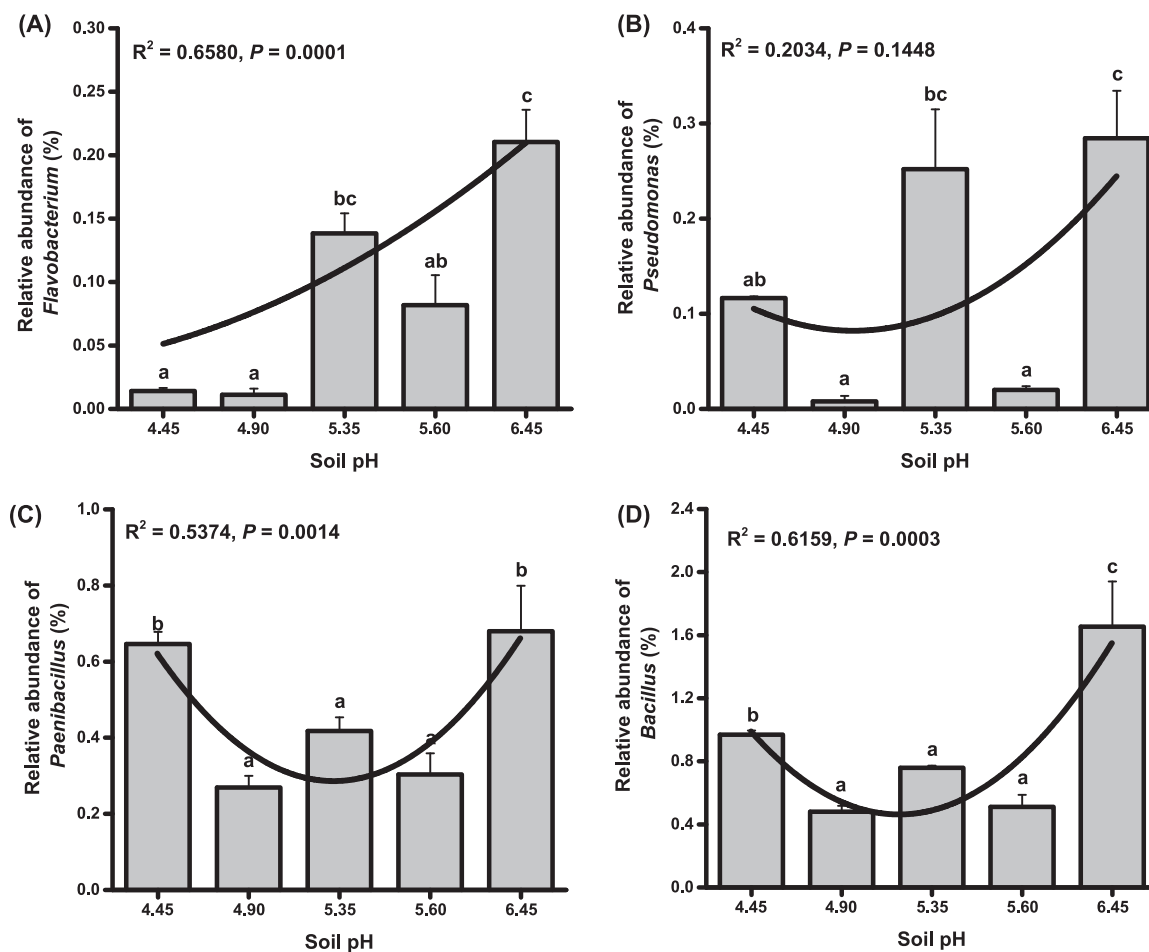 (A)
R² = 0.6580, P = 0.0001
Relative abundance of
Flavobacterium (%)
0.30
0.25
0.20
0.15
0.10
0.05
0.00
a
a
bc
ab
c
4.45 4.90 5.35 5.60 6.45
Soil pH
(B)
R² = 0.2034, P = 0.1448
Relative abundance of
Pseudomonas (%)
0.4
0.3
0.2
0.1
0.0
ab
a
bc
a
c
4.45 4.90 5.35 5.60 6.45
Soil pH
(C)
R² = 0.5374, P = 0.0014
Relative abundance of
Paenibacillus (%)
1.0
0.8
0.6
0.4
0.2
0.0
b
a
a
a
b
4.45 4.90 5.35 5.60 6.45
Soil pH
(D)
R² = 0.6159, P = 0.0003
Relative abundance of
Bacillus (%)
2.4
2.0
1.6
1.2
0.8
0.4
0.0
b
a
a
a
c
4.45 4.90 5.35 5.60 6.45
Soil pH